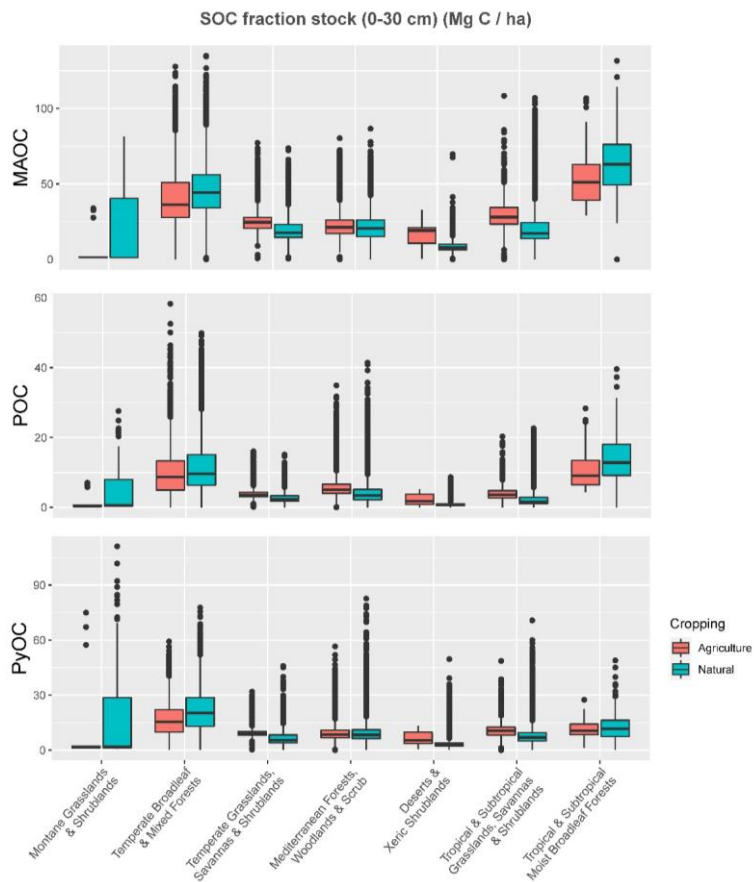 SOC fraction stock (0-30 cm) (Mg C / ha)
MAOC
100
50
0
POC
60
40
20
0
PyOC
90
60
30
0
Cropping
Agriculture
Natural
Montane Grasslands
& Shrublands
Temperate Broadleaf
& Mixed Forests
Temperate Grasslands,
Savannas & Shrublands
Mediterranean Forests,
Woodlands & Scrub
Deserts &
Xeric Shrublands
Tropical & Subtropical
Grasslands, Savannas
& Shrublands
Tropical & Subtropical
Moist Broadleaf Forests